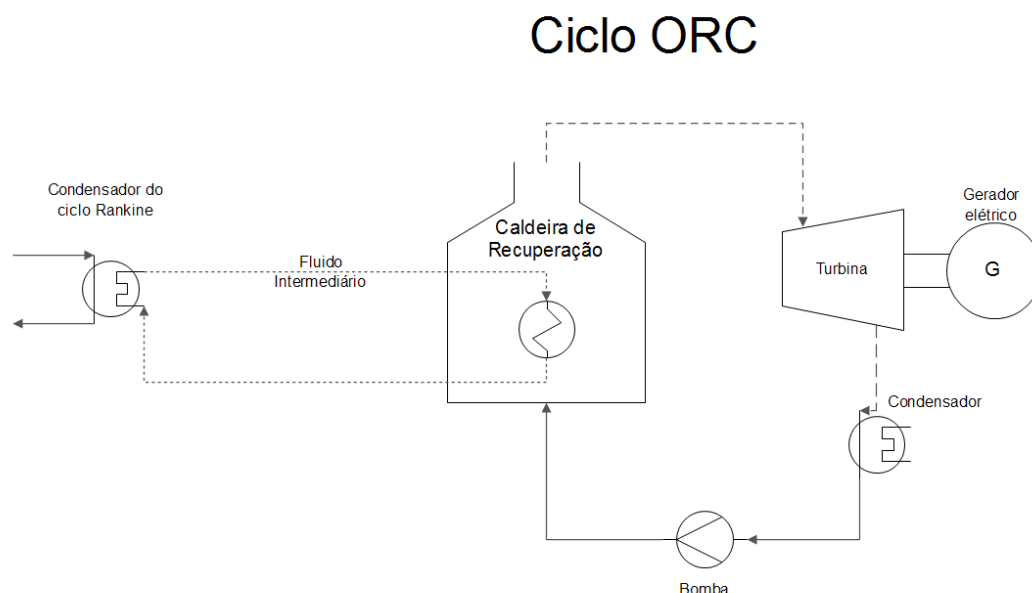 Ciclo ORC
Condensador do
ciclo Rankine
Fluido
Intermediário
Caldeira de
Recuperação
Turbina
Gerador
elétrico
G
Condensador
Bomba